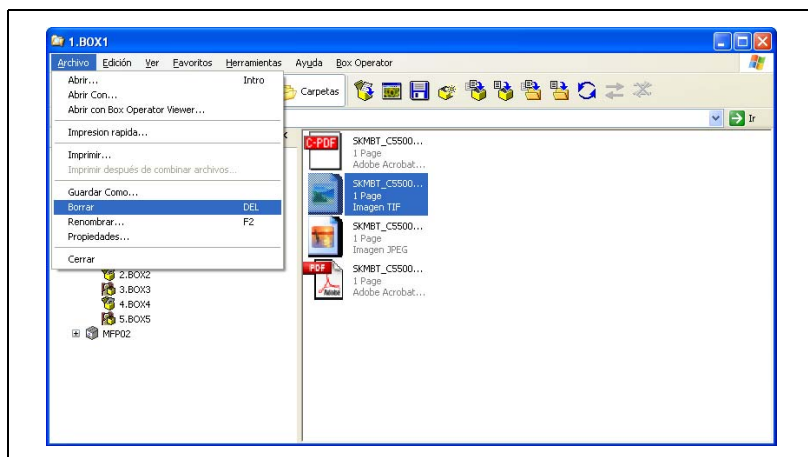 1.BOX1
Archivo Edición Ver Favoritos Herramientas Ayuda Box Operator
Abrir... Intro
Abrir Con...
Abrir con Box Operator Viewer...
Impresion rapida...
Imprimir...
Imprimir después de combinar archivos...
Guardar Como...
Borrar DEL
Renombrar... F2
Propiedades...
Cerrar
Carpetas
Ir
2.BOX2
3.BOX3
4.BOX4
5.BOX5
MFP02
C-PDF
SKMBT_C5500...
1 Page
Adobe Acrobat...
SKMBT_C5500...
1 Page
Imagen TIF
SKMBT_C5500...
1 Page
Imagen JPEG
PDF
Adobe
SKMBT_C5500...
1 Page
Adobe Acrobat...